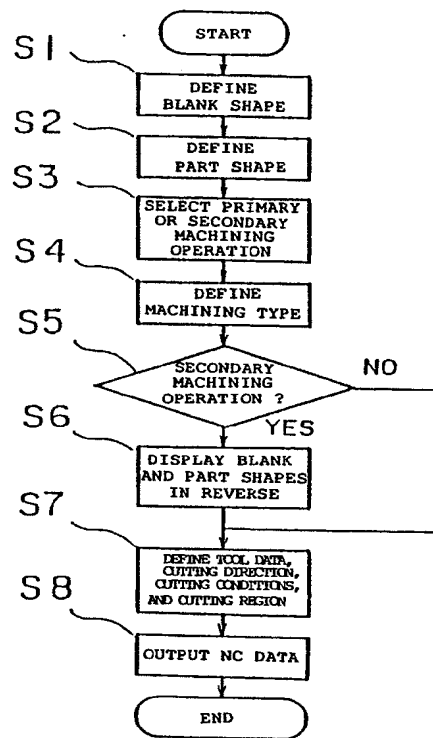 START
S1
DEFINE
BLANK SHAPE
S2
DEFINE
PART SHAPE
S3
SELECT PRIMARY
OR SECONDARY
MACHINING
OPERATION
S4
DEFINE
MACHINING TYPE
S5
SECONDARY
MACHINING
OPERATION ?
NO
YES
S6
DISPLAY BLANK
AND PART SHAPES
IN REVERSE
S7
DEFINE TOOL DATA,
CUTTING DIRECTION,
CUTTING CONDITIONS,
AND CUTTING REGION
S8
OUTPUT NC DATA
END